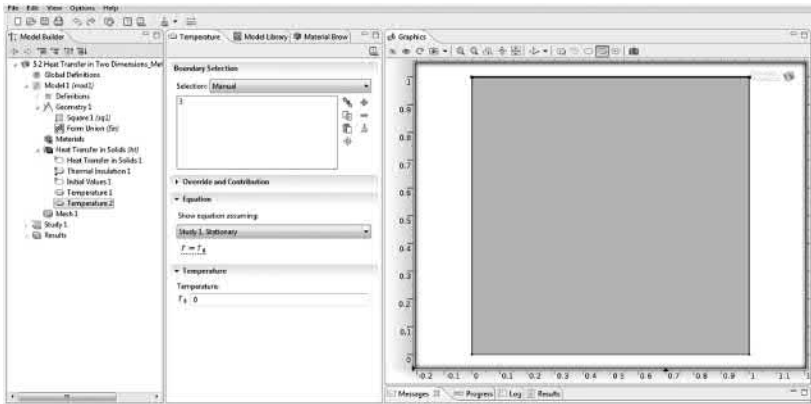 File Edit View Options Help
Model Builder
5.2 Heat Transfer in Two Dimensions_Met
Global Definitions
Model 1 (mod1)
Definitions
Geometry 1
Square 1 (sq1)
Form Union (fin)
Materials
Heat Transfer in Solids (ht)
Heat Transfer in Solids 1
Thermal Insulation 1
Initial Values 1
Temperature 1
Temperature 2
Mesh 1
Study 1
Results
Temperature Model Library Material Brow
Boundary Selection
Selection: Manual
3
Override and Contribution
Equation
Show equation assuming:
Study 1, Stationary
T = T₀
Temperature
Temperature:
T₀ 0
Graphics
1
0.9
0.8
0.7
0.6
0.5
0.4
0.3
0.2
0.1
0
-0.2 -0.1 0 0.1 0.2 0.3 0.4 0.5 0.6 0.7 0.8 0.9 1 1.1 1
Messages Progress Log Results